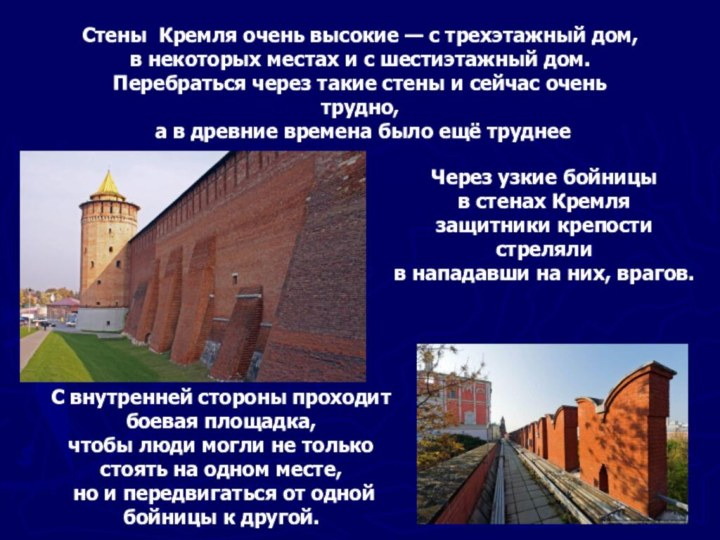 Стены  Кремля очень высокие — с трехэтажный дом,
в некоторых местах и с шестиэтажный дом.
Перебраться через такие стены и сейчас очень
трудно,
а в древние времена было ещё труднее
Через узкие бойницы
в стенах Кремля
защитники крепости
стреляли
в нападавши на них, врагов.
С внутренней стороны проходит
боевая площадка,
чтобы люди могли не только
стоять на одном месте,
но и передвигаться от одной
бойницы к другой.